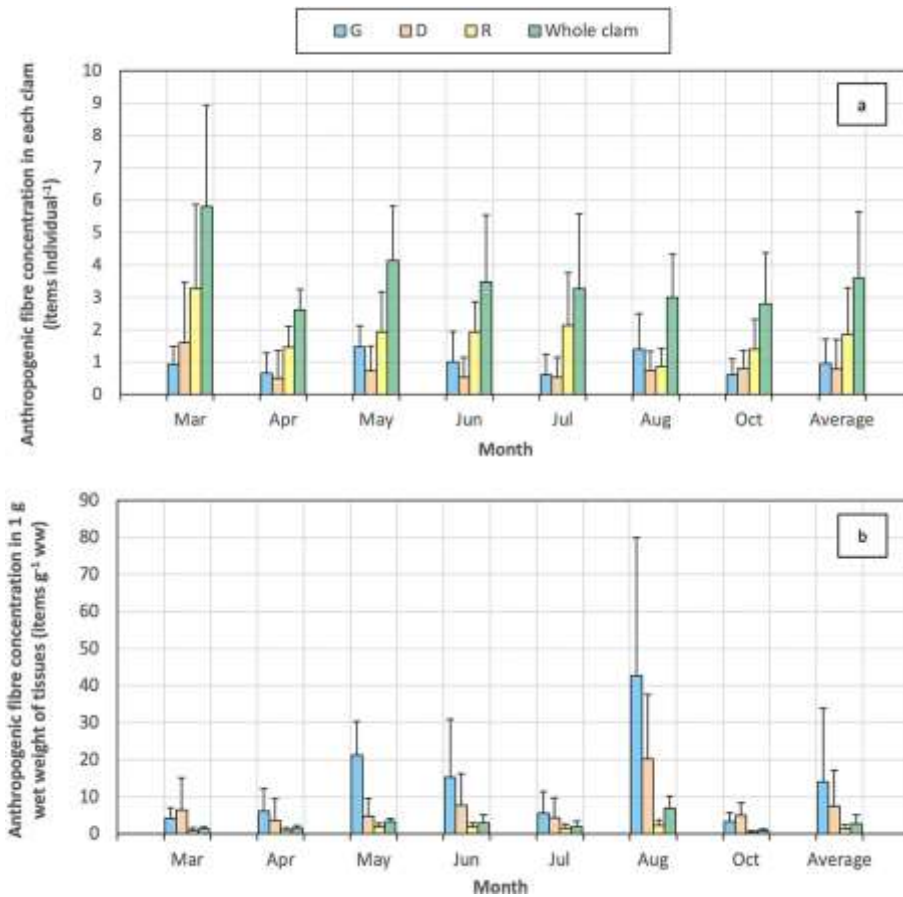 G D R Whole clam
a
Anthropogenic fibre concentration in each clam
(items individual-1)
10
9
8
7
6
5
4
3
2
1
0
Mar Apr May Jun Jul Aug Oct Average
Month
b
Anthropogenic fibre concentration in 1 g
wet weight of tissues (items g-1 ww)
90
80
70
60
50
40
30
20
10
0
Mar Apr May Jun Jul Aug Oct Average
Month